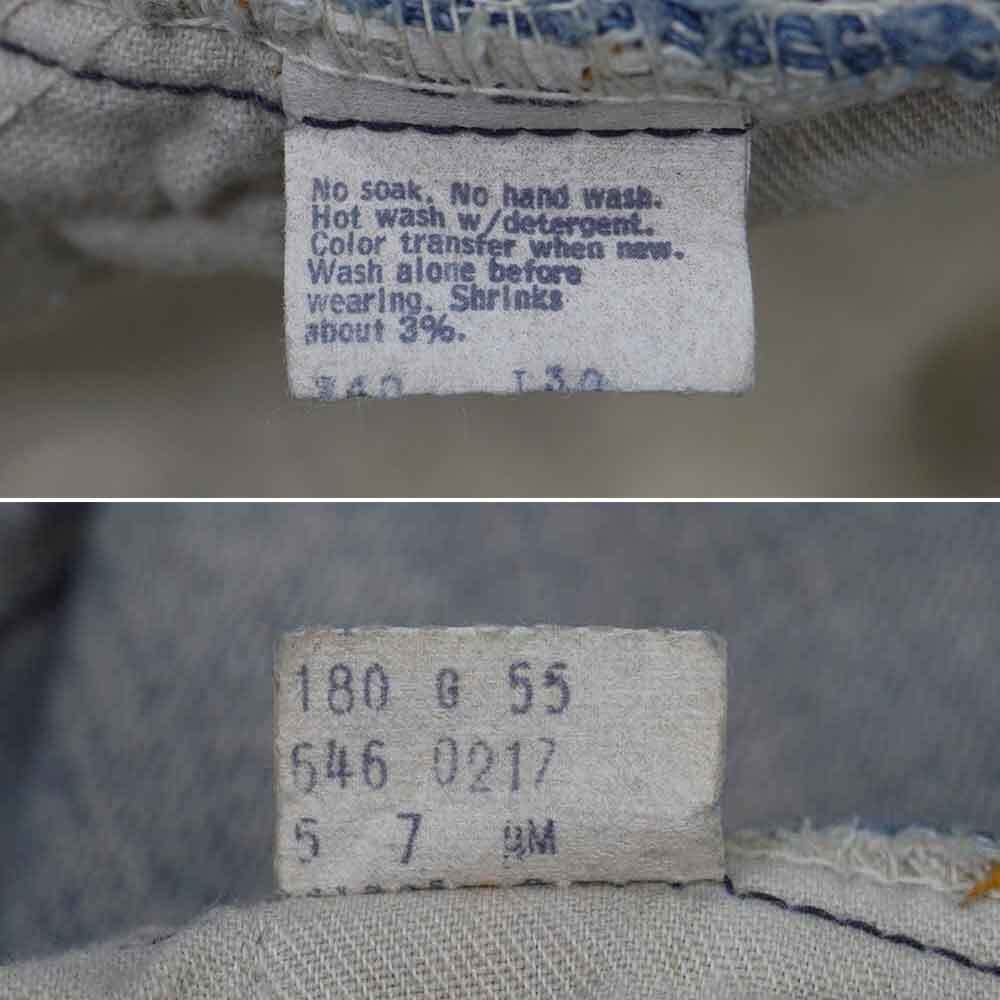 No soak. No hand wash.
Hot wash w/detergent.
Color transfer when new.
Wash alone before
wearing. Shrinks
about 3%.
180 G 55
646 0217
5 7 M